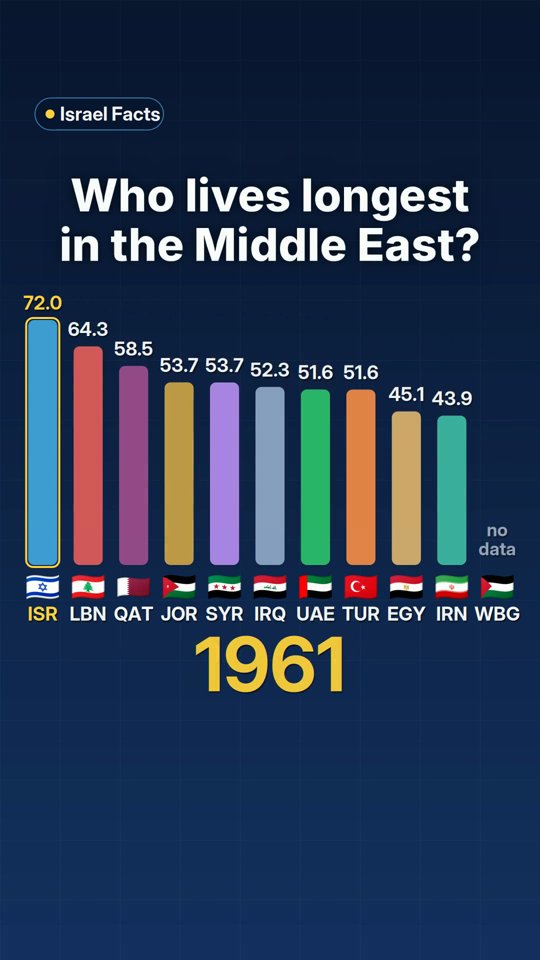 Israel Facts
Who lives longest
in the Middle East?
72.0
64.3
58.5
53.7
53.7
52.3
51.6
51.6
45.1
43.9
no
data
ISR LBN QAT JOR SYR IRQ UAE TUR EGY IRN WBG
1961